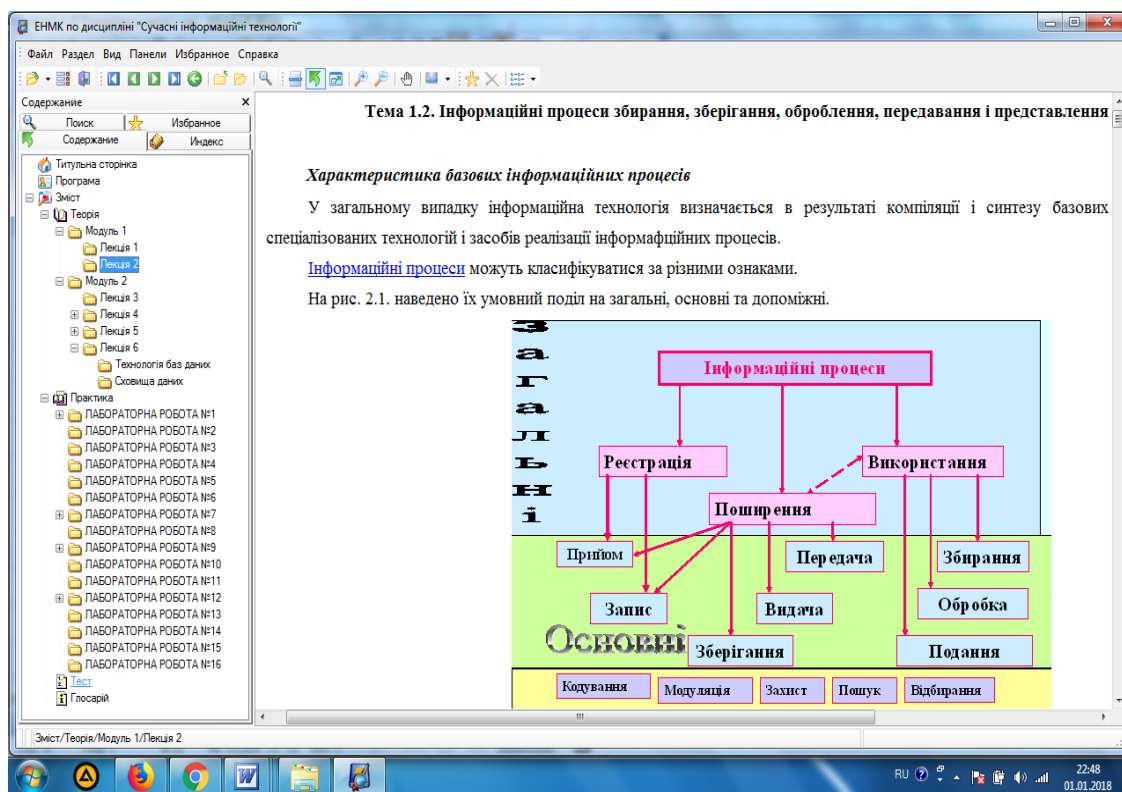 ЕНМК по дисципліні "Сучасні інформаційні технології"
Файл Раздел Вид Панели Избранное Справка
Содержание
Поиск Избранное
Содержание Индекс
Титульна сторінка
Програма
Зміст
Теорія
Модуль 1
Лекція 1
Лекція 2
Модуль 2
Лекція 3
Лекція 4
Лекція 5
Лекція 6
Технологія баз даних
Сховища даних
Практика
ЛАБОРАТОРНА РОБОТА №1
ЛАБОРАТОРНА РОБОТА №2
ЛАБОРАТОРНА РОБОТА №3
ЛАБОРАТОРНА РОБОТА №4
ЛАБОРАТОРНА РОБОТА №5
ЛАБОРАТОРНА РОБОТА №6
ЛАБОРАТОРНА РОБОТА №7
ЛАБОРАТОРНА РОБОТА №8
ЛАБОРАТОРНА РОБОТА №9
ЛАБОРАТОРНА РОБОТА №10
ЛАБОРАТОРНА РОБОТА №11
ЛАБОРАТОРНА РОБОТА №12
ЛАБОРАТОРНА РОБОТА №13
ЛАБОРАТОРНА РОБОТА №14
ЛАБОРАТОРНА РОБОТА №15
ЛАБОРАТОРНА РОБОТА №16
Тест
Глосарій
Тема 1.2. Інформаційні процеси збирання, зберігання, оброблення, передавання і представлення
Характеристика базових інформаційних процесів
У загальному випадку інформаційна технологія визначається в результаті компіляції і синтезу базових
спеціалізованих технологій і засобів реалізації інформафційних процесів.
Інформаційні процеси можуть класифікуватися за різними ознаками.
На рис. 2.1. наведено їх умовний поділ на загальні, основні та допоміжні.
Загальні
Інформаційні процеси
Реєстрація
Використання
Поширення
Прийом
Передача
Збирання
Запис
Видача
Обробка
Основні
Зберігання
Подання
Кодування
Модуляція
Захист
Пошук
Відбирання
Зміст/Теорія/Модуль 1/Лекція 2
RU
22:48
01.01.2018